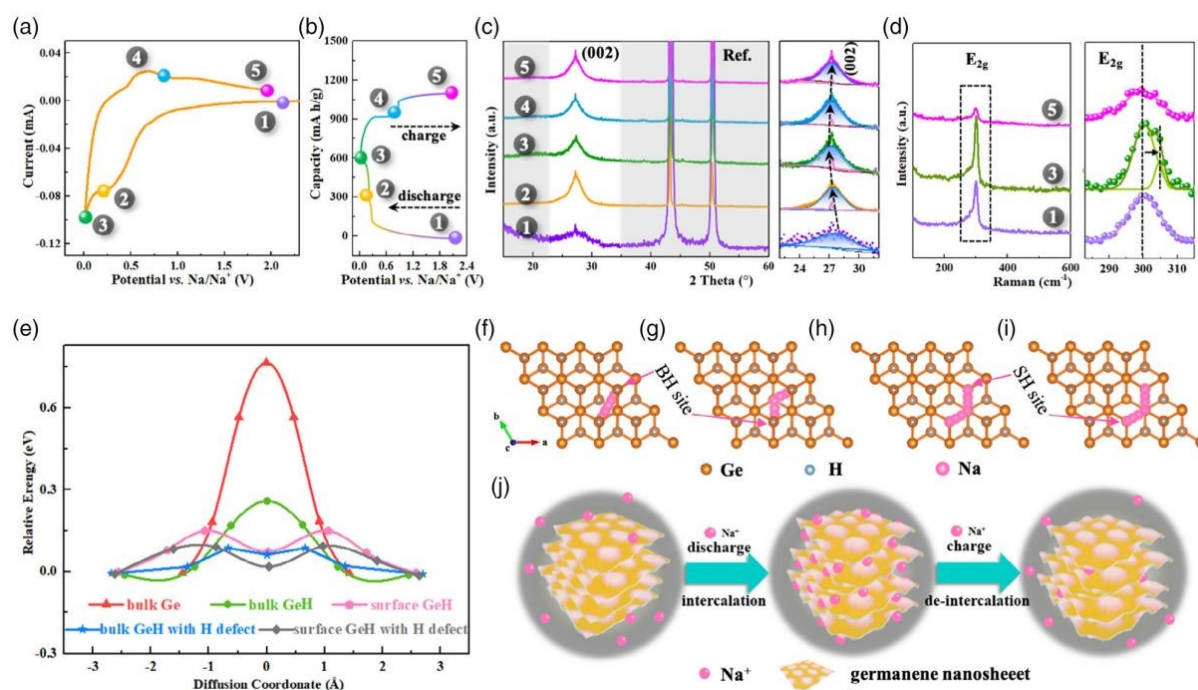 (a)
0.04
0.00
-0.04
-0.08
-0.12
Current (mA)
4
5
1
2
3
0.0 0.5 1.0 1.5 2.0
Potential vs. Na/Na⁺ (V)
(b)
1500
1200
900
600
300
0
Capacity (mA h/g)
5
4
charge
3
2
discharge
1
0.0 0.6 1.2 1.8 2.4
Potential vs. Na/Na⁺ (V)
(c)
(002)
Ref.
(002)
Intensity (a.u.)
5
4
3
2
1
20 30 40 50 60
24 27 30
2 Theta (°)
(d)
E2g
E2g
Intensity (a.u.)
5
3
1
200 400 600
300 310
Raman (cm⁻¹)
(e)
0.6
0.3
0.0
-0.3
Relative Erergy (eV)
bulk Ge bulk GeH surface GeH
bulk GeH with H defect surface GeH with H defect
-3 -2 -1 0 1 2 3
Diffusion Coordonate (Å)
(f)
(g)
(h)
(i)
BH site
SH site
b
c
a
Ge H Na
(j)
Na⁺
discharge
intercalation
Na⁺
charge
de-intercalation
Na⁺ germanene nanosheeet